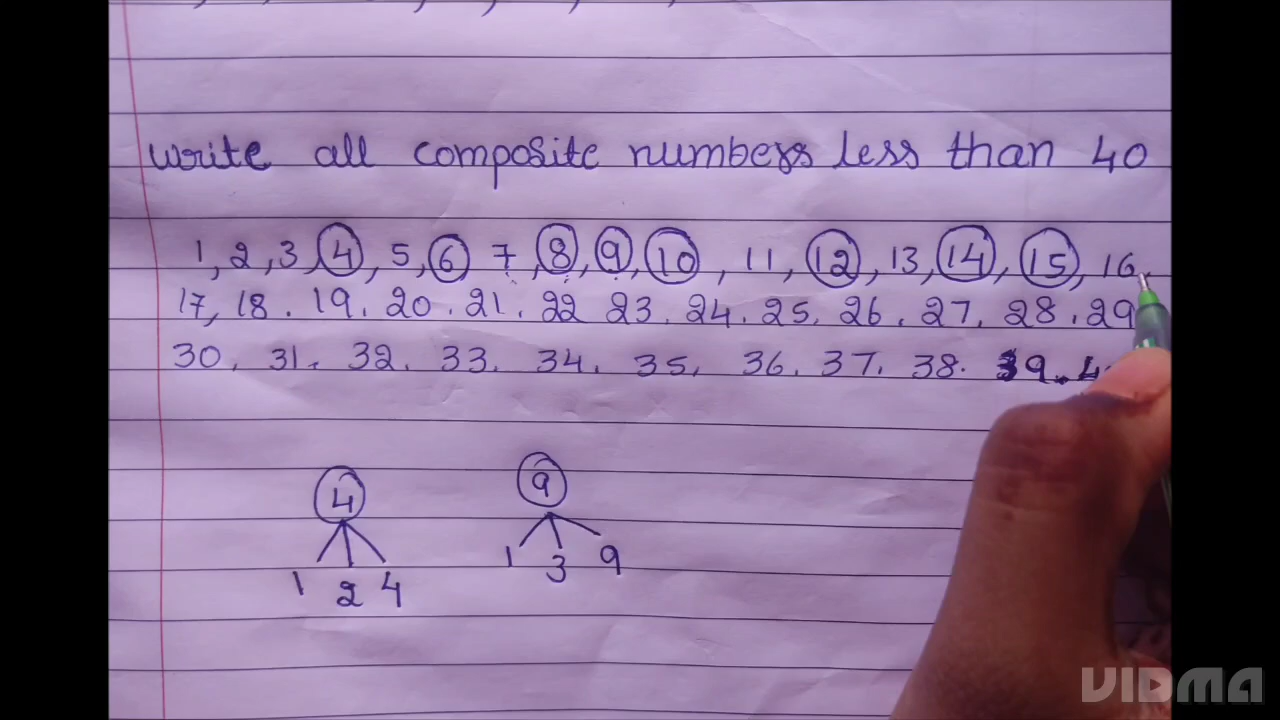 write all composite numbers less than 40
1, 2, 3, 4, 5, 6 7, 8, 9, 10, 11, 12, 13, 14, 15, 16.
17, 18. 19. 20. 21. 22 23. 24. 25. 26. 27. 28. 29
30. 31. 32. 33. 34. 35. 36. 37. 38. 39.
4 9
1 2 4 1 3 9
VIDMA